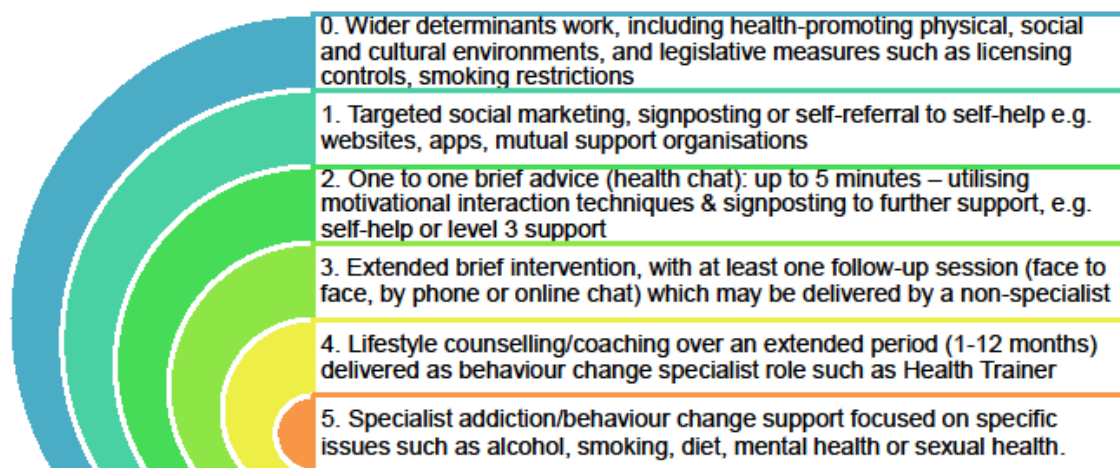 0. Wider determinants work, including health-promoting physical, social
and cultural environments, and legislative measures such as licensing
controls, smoking restrictions
1. Targeted social marketing, signposting or self-referral to self-help e.g.
websites, apps, mutual support organisations
2. One to one brief advice (health chat): up to 5 minutes – utilising
motivational interaction techniques & signposting to further support, e.g.
self-help or level 3 support
3. Extended brief intervention, with at least one follow-up session (face to
face, by phone or online chat) which may be delivered by a non-specialist
4. Lifestyle counselling/coaching over an extended period (1-12 months)
delivered as behaviour change specialist role such as Health Trainer
5. Specialist addiction/behaviour change support focused on specific
issues such as alcohol, smoking, diet, mental health or sexual health.